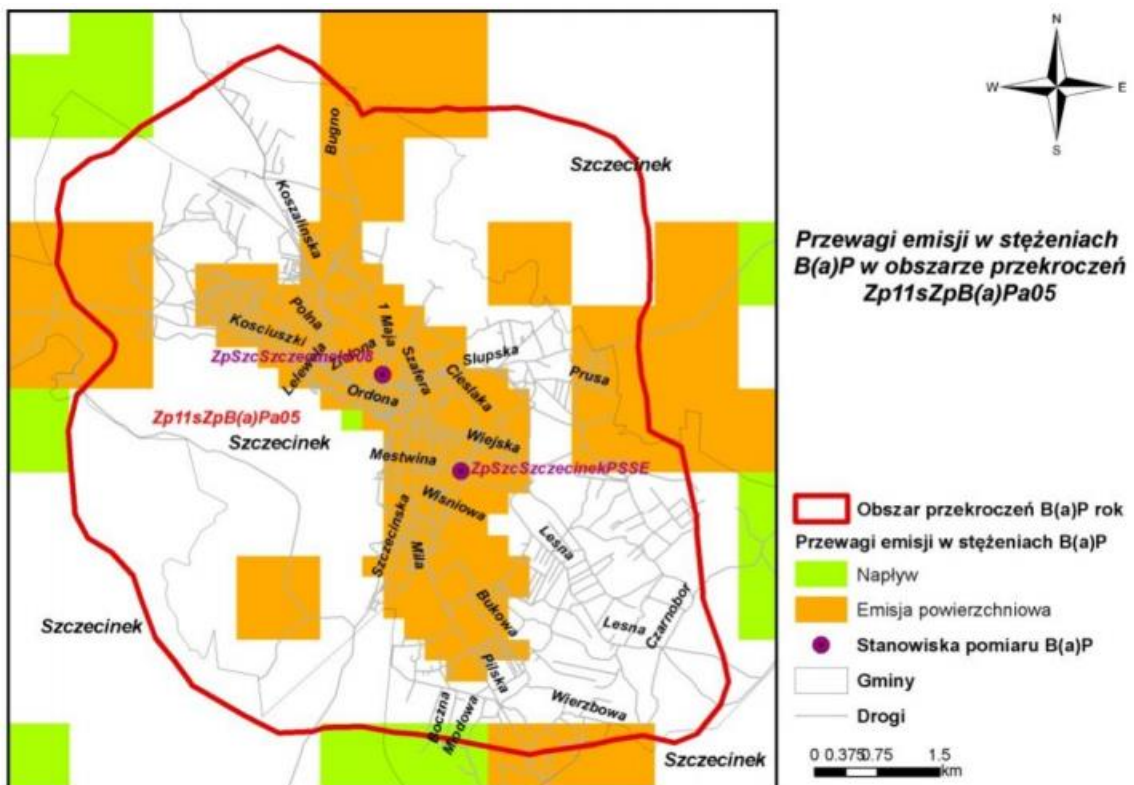 N
W
E
S
Bugno
Szczecinek
Koszalińska
Przewagi emisji w stężeniach
B(a)P w obszarze przekroczeń
Zp11sZpB(a)Pa05
Polna
1 Maja
Kosciuszki
Zielona
Szafera
Slupska
Lelewela
Cieslaka
Prusa
Ordona
Zp11sZpB(a)Pa05
Szczecinek
Wiejska
Mestwina
ZpSzcSzczecinekPSSE
Wisniowa
Szczecinska
Mila
Lesna
Bukowa
Lesna
Czarnobor
Szczecinek
Pilska
Wierzbowa
Boczna
Miodowa
Szczecinek
Obszar przekroczeń B(a)P rok
Przewagi emisji w stężeniach B(a)P
Napływ
Emisja powierzchniowa
Stanowiska pomiaru B(a)P
Gminy
Drogi
0 0.375 0.75 1.5
km